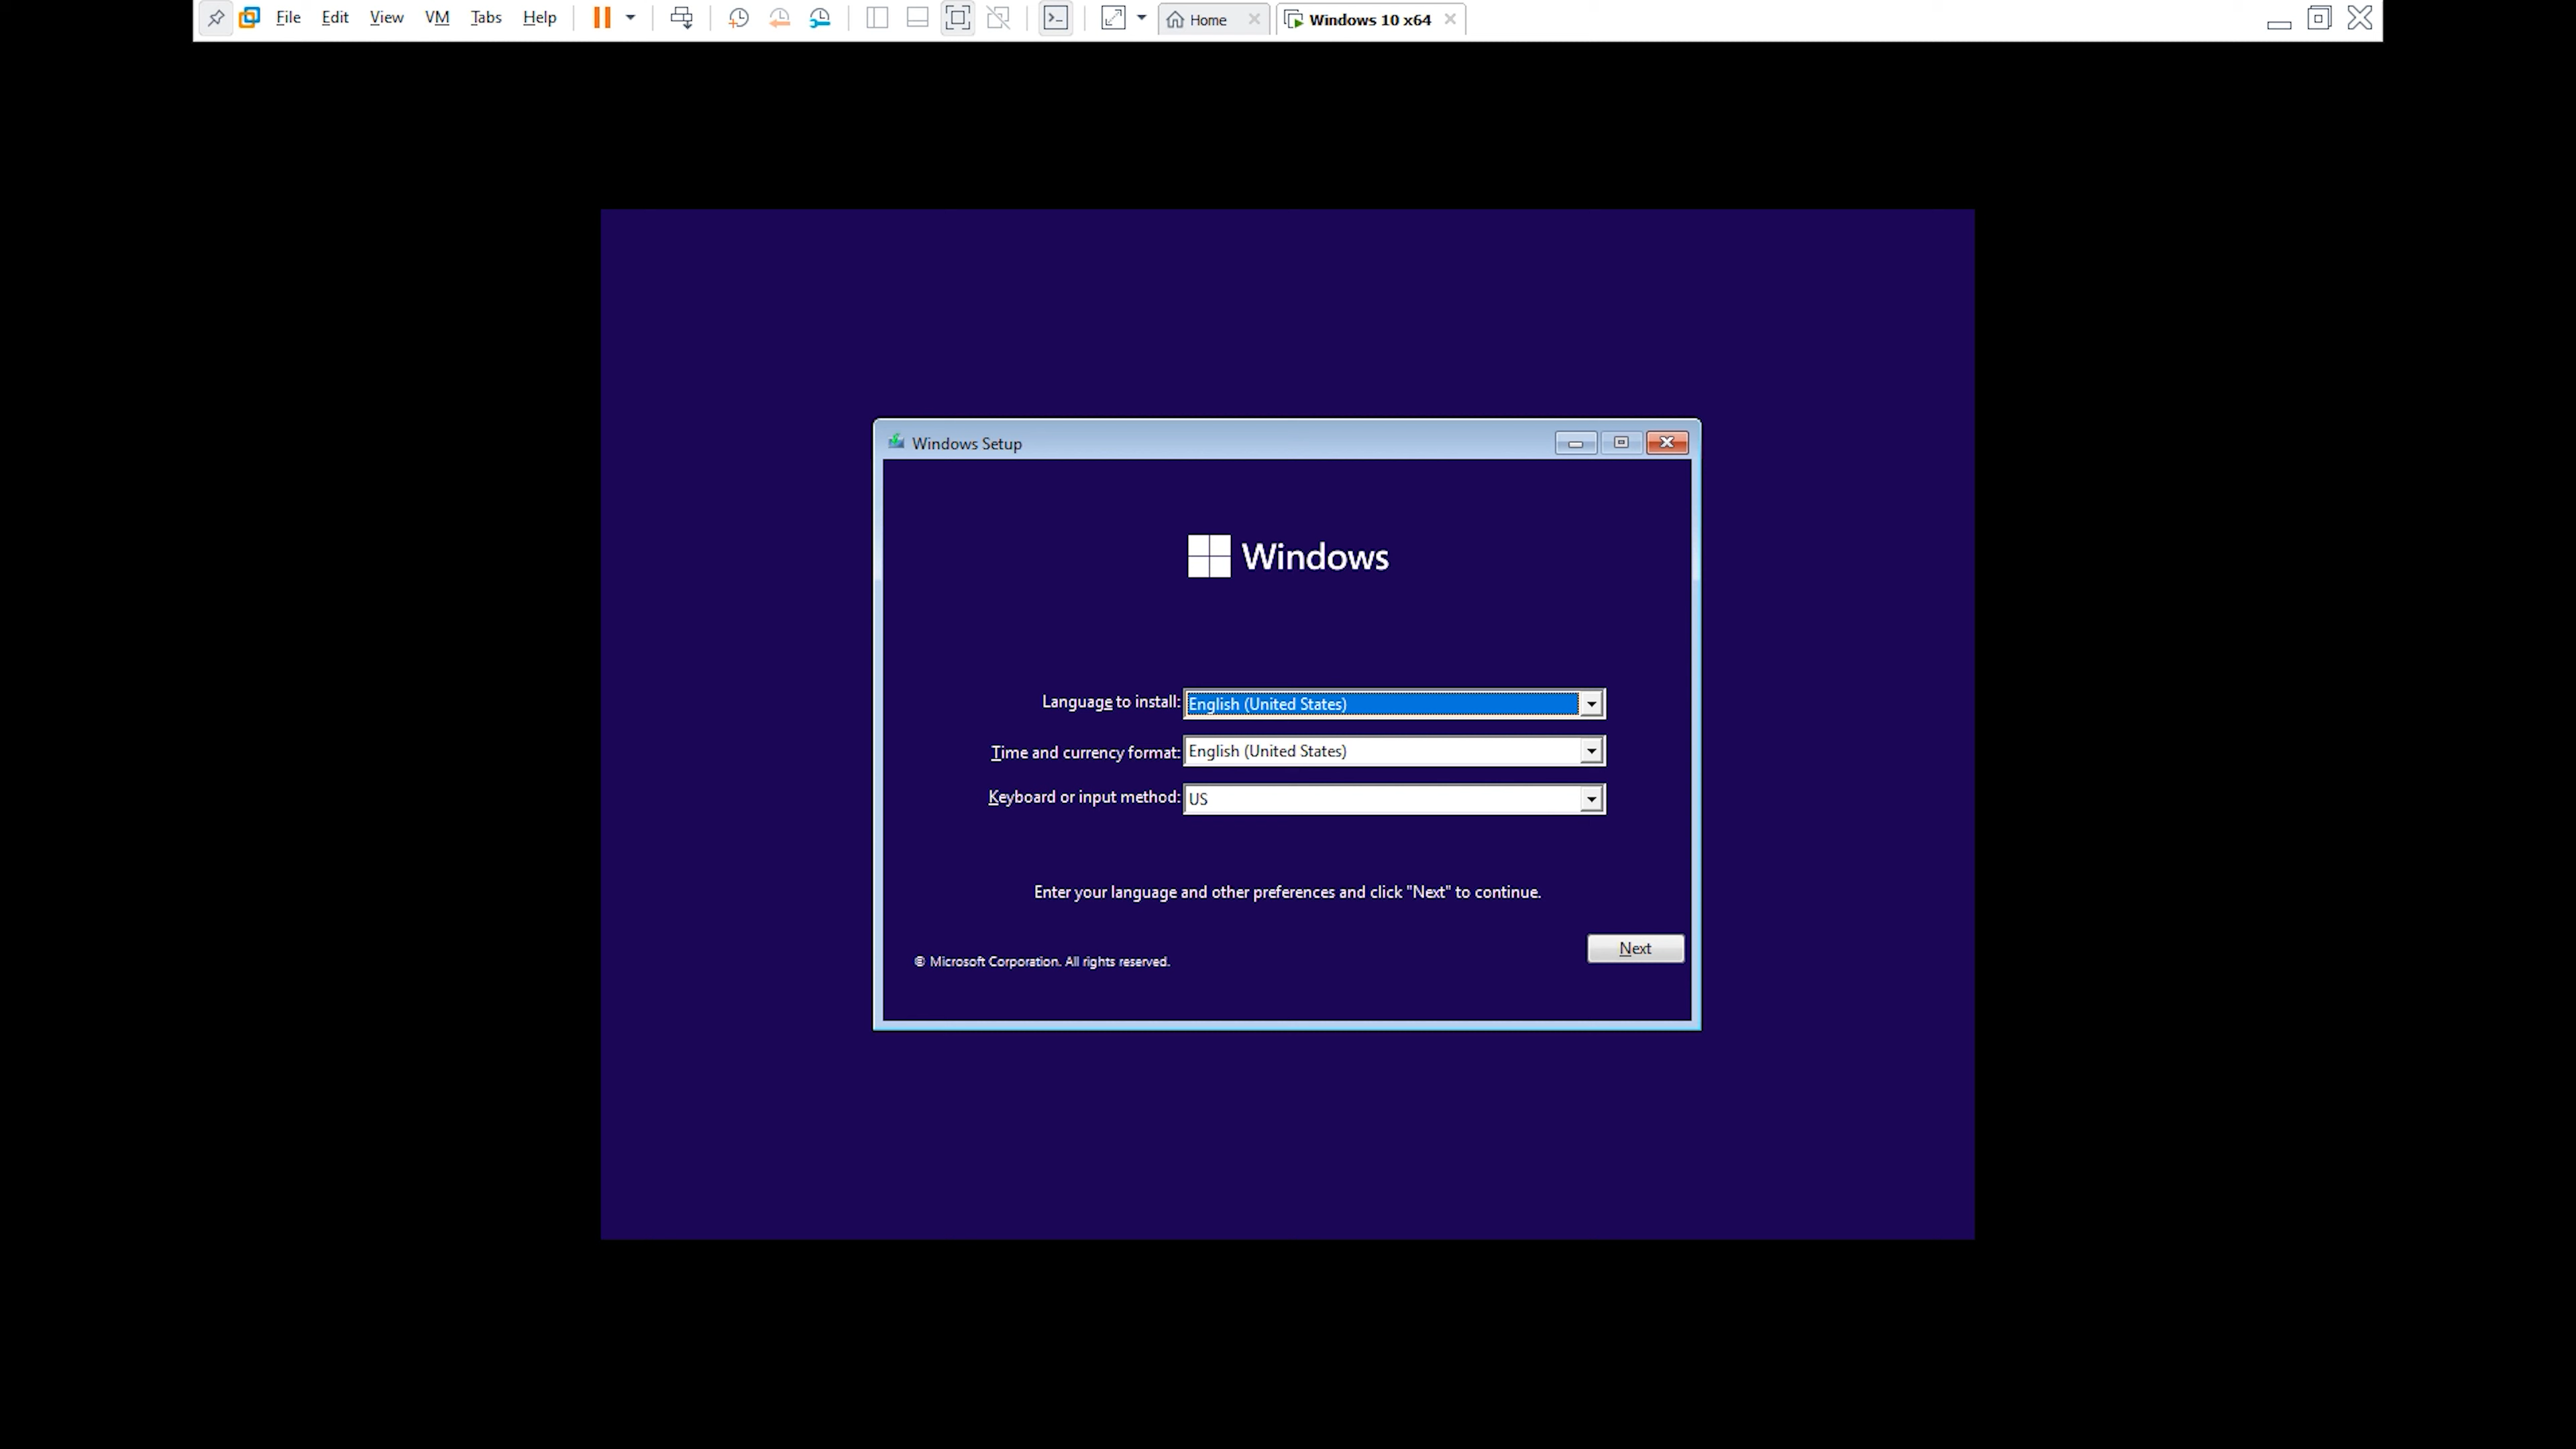 File Edit View VM Tabs Help Home Windows 10 x64
Windows Setup
Windows
Language to install: English (United States)
Time and currency format: English (United States)
Keyboard or input method: US
Enter your language and other preferences and click "Next" to continue.
Next
© Microsoft Corporation. All rights reserved.